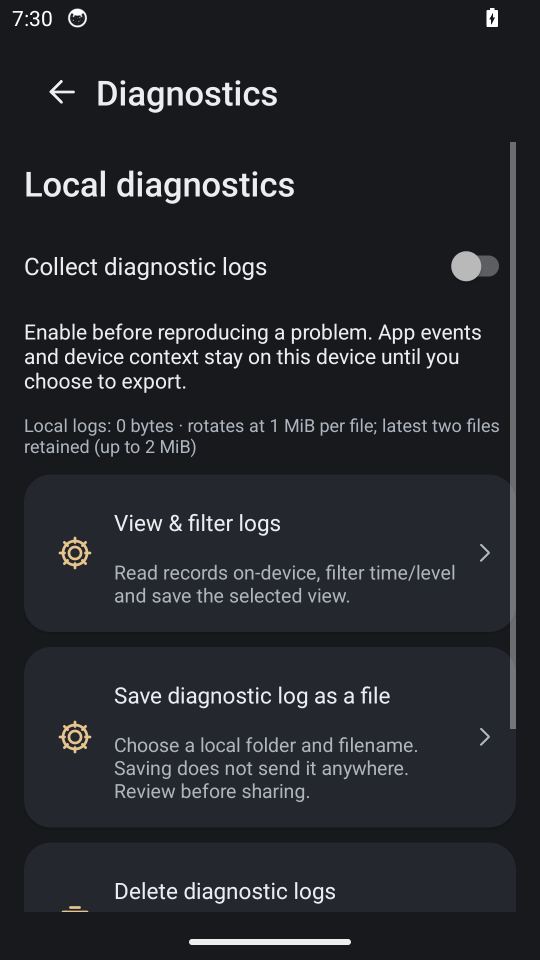 7:30
Diagnostics
Local diagnostics
Collect diagnostic logs
Enable before reproducing a problem. App events
and device context stay on this device until you
choose to export.
Local logs: 0 bytes · rotates at 1 MiB per file; latest two files
retained (up to 2 MiB)
View & filter logs
Read records on-device, filter time/level
and save the selected view.
Save diagnostic log as a file
Choose a local folder and filename.
Saving does not send it anywhere.
Review before sharing.
Delete diagnostic logs